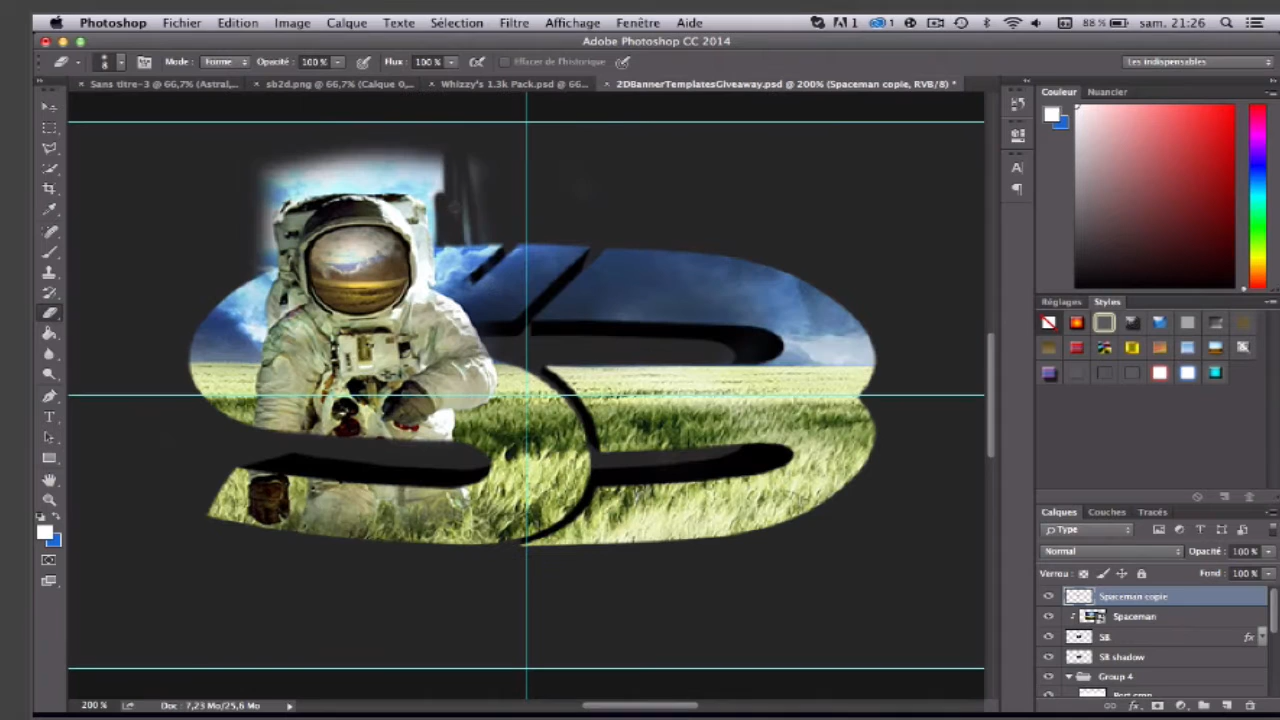 Photoshop Fichier Edition Image Calque Texte Sélection Filtre Affichage Fenêtre Aide 1 1 88 % sam. 21:26
Adobe Photoshop CC 2014
8 Mode : Forme Opacité : 100 % Flux : 100 % Effacer de l'historique Les indispensables
× Sans titre-3 @ 66,7% (Astral,... × sb2d.png @ 66,7% (Calque 0,... × Whizzy's 1.3k Pack.psd @ 66... × 2DBannerTemplatesGiveaway.psd @ 200% (Spaceman copie, RVB/8) *
Couleur Nuancier
Réglages Styles
Calques Couches Tracés
Type
Normal Opacité : 100 %
Verrou : Fond : 100 %
Spaceman copie
Spaceman
SB fx
SB shadow
Group 4
200 % Doc : 7,23 Mo/25,6 Mo